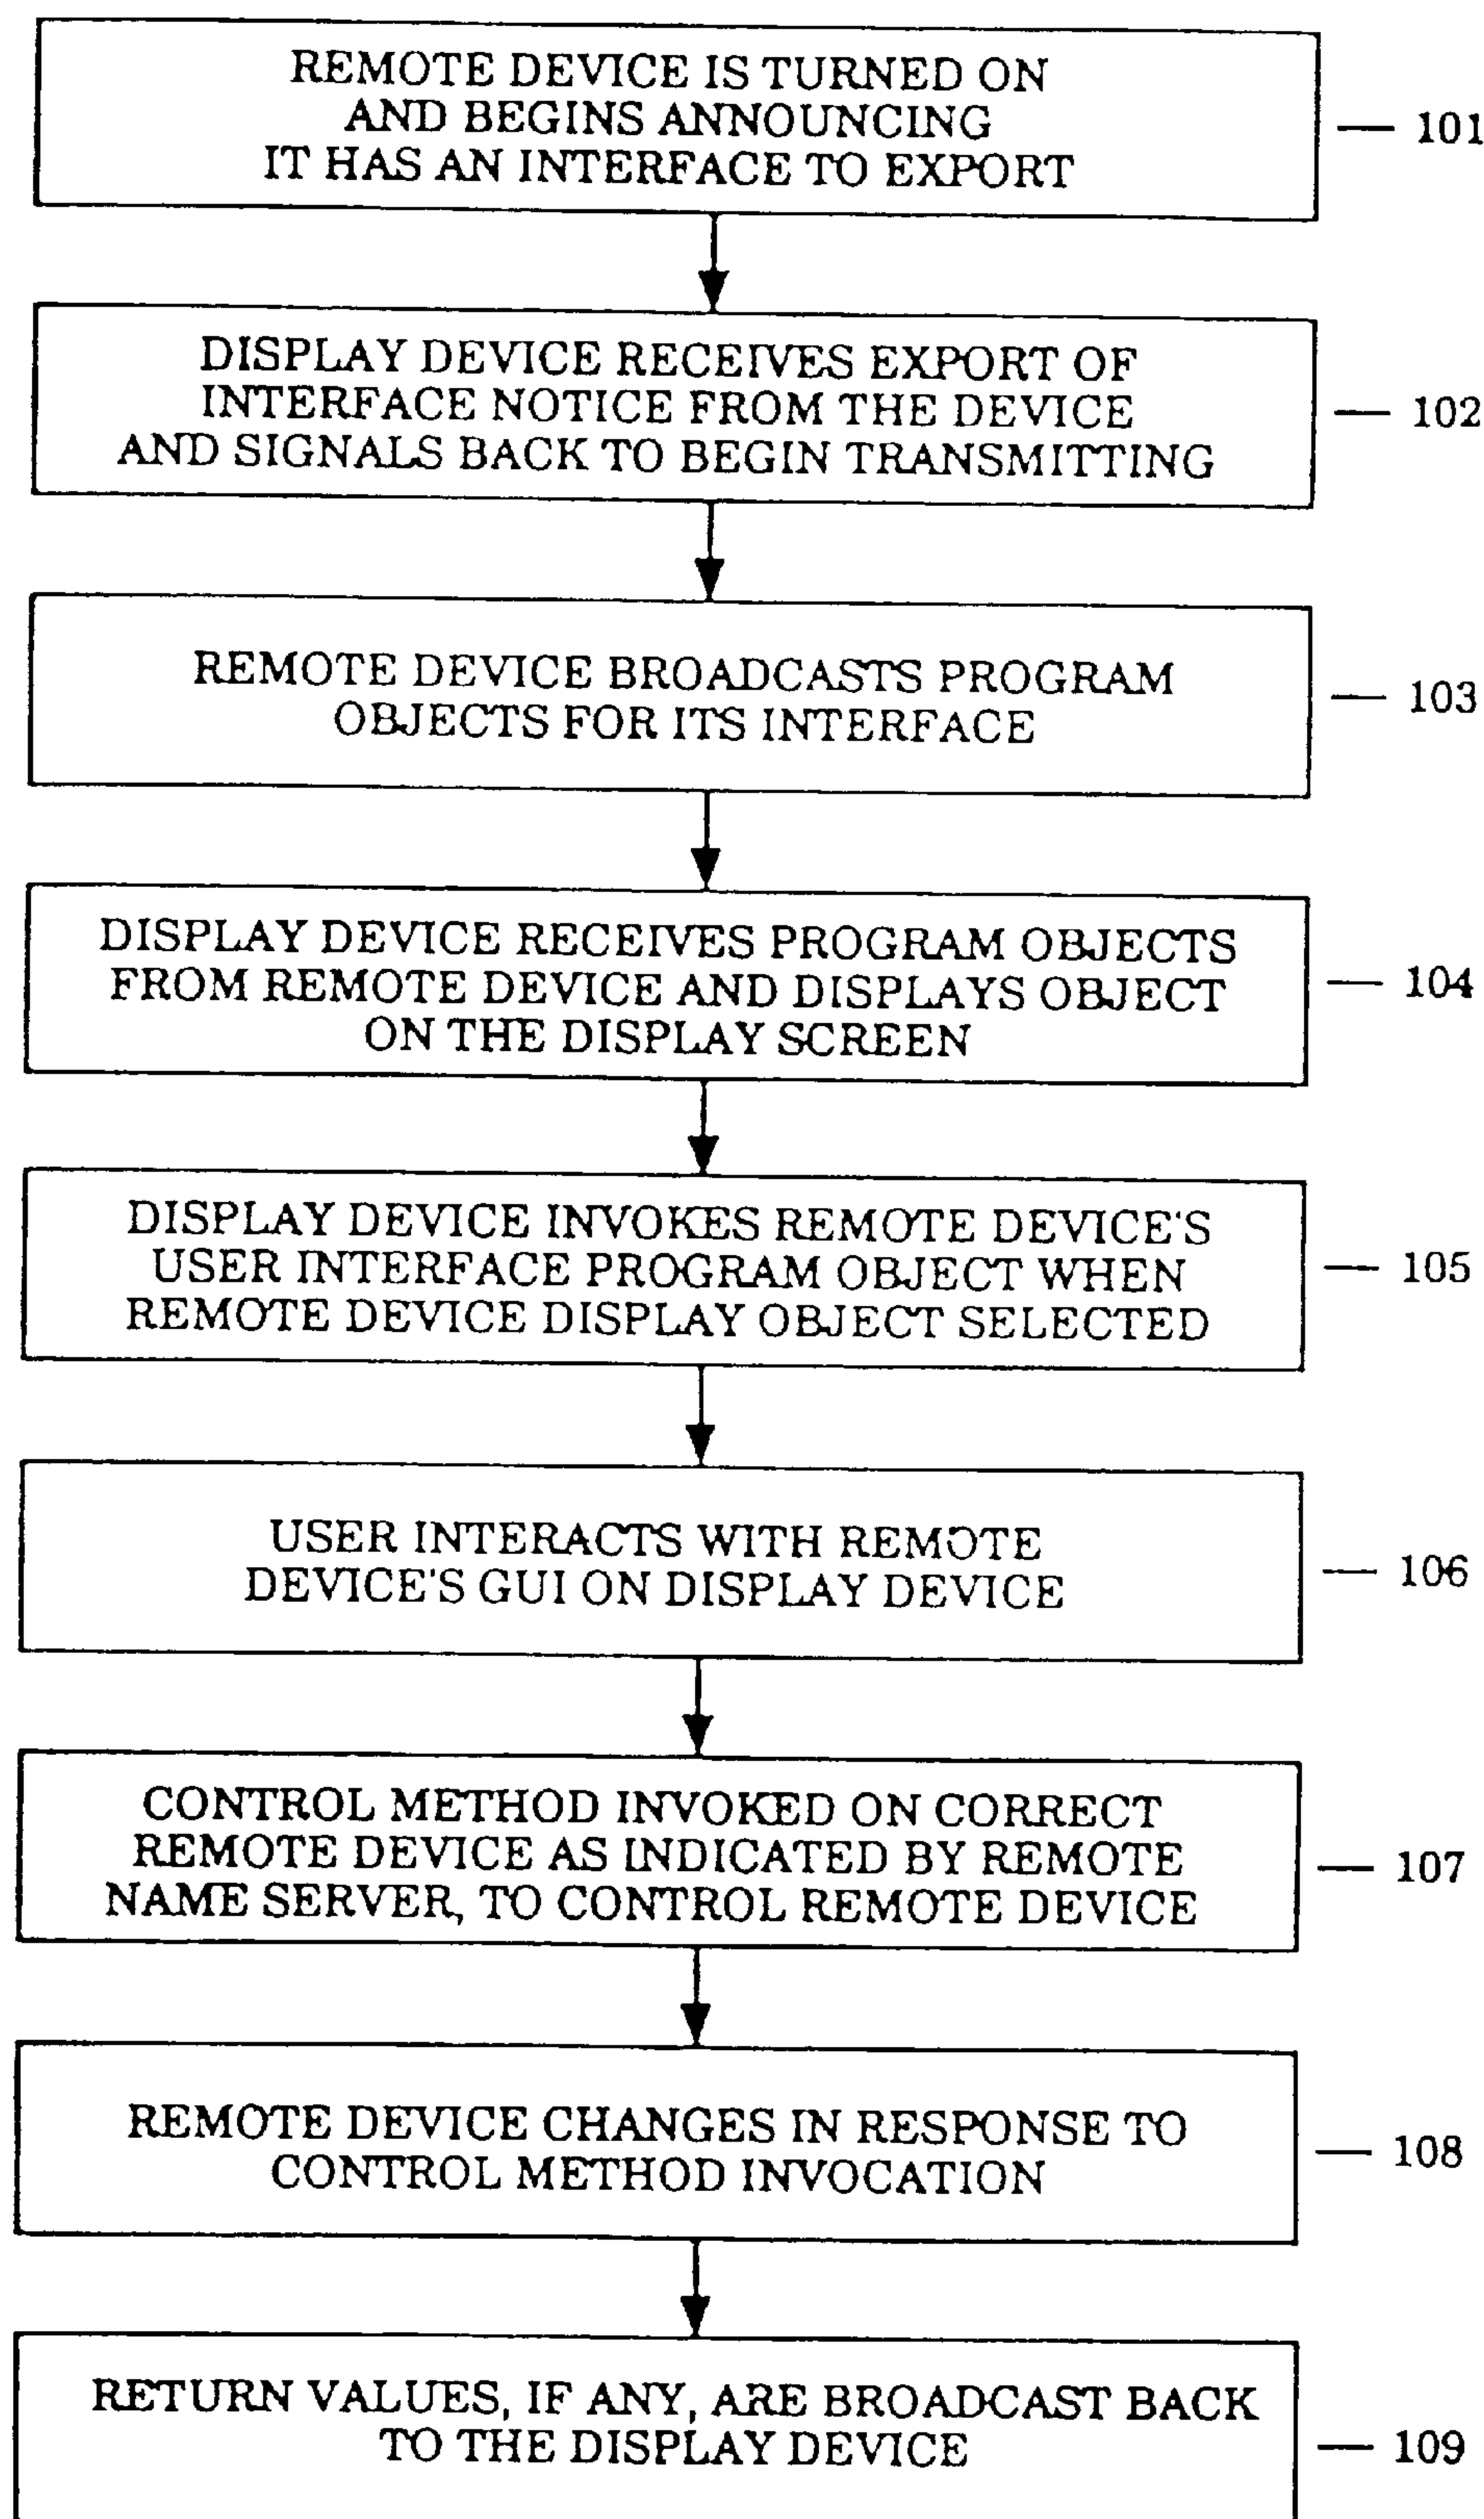 REMOTE DEVICE IS TURNED ON
AND BEGINS ANNOUNCING
IT HAS AN INTERFACE TO EXPORT
101
DISPLAY DEVICE RECEIVES EXPORT OF
INTERFACE NOTICE FROM THE DEVICE
AND SIGNALS BACK TO BEGIN TRANSMITTING
102
REMOTE DEVICE BROADCASTS PROGRAM
OBJECTS FOR ITS INTERFACE
103
DISPLAY DEVICE RECEIVES PROGRAM OBJECTS
FROM REMOTE DEVICE AND DISPLAYS OBJECT
ON THE DISPLAY SCREEN
104
DISPLAY DEVICE INVOKES REMOTE DEVICE'S
USER INTERFACE PROGRAM OBJECT WHEN
REMOTE DEVICE DISPLAY OBJECT SELECTED
105
USER INTERACTS WITH REMOTE
DEVICE'S GUI ON DISPLAY DEVICE
106
CONTROL METHOD INVOKED ON CORRECT
REMOTE DEVICE AS INDICATED BY REMOTE
NAME SERVER, TO CONTROL REMOTE DEVICE
107
REMOTE DEVICE CHANGES IN RESPONSE TO
CONTROL METHOD INVOCATION
108
RETURN VALUES, IF ANY, ARE BROADCAST BACK
TO THE DISPLAY DEVICE
109